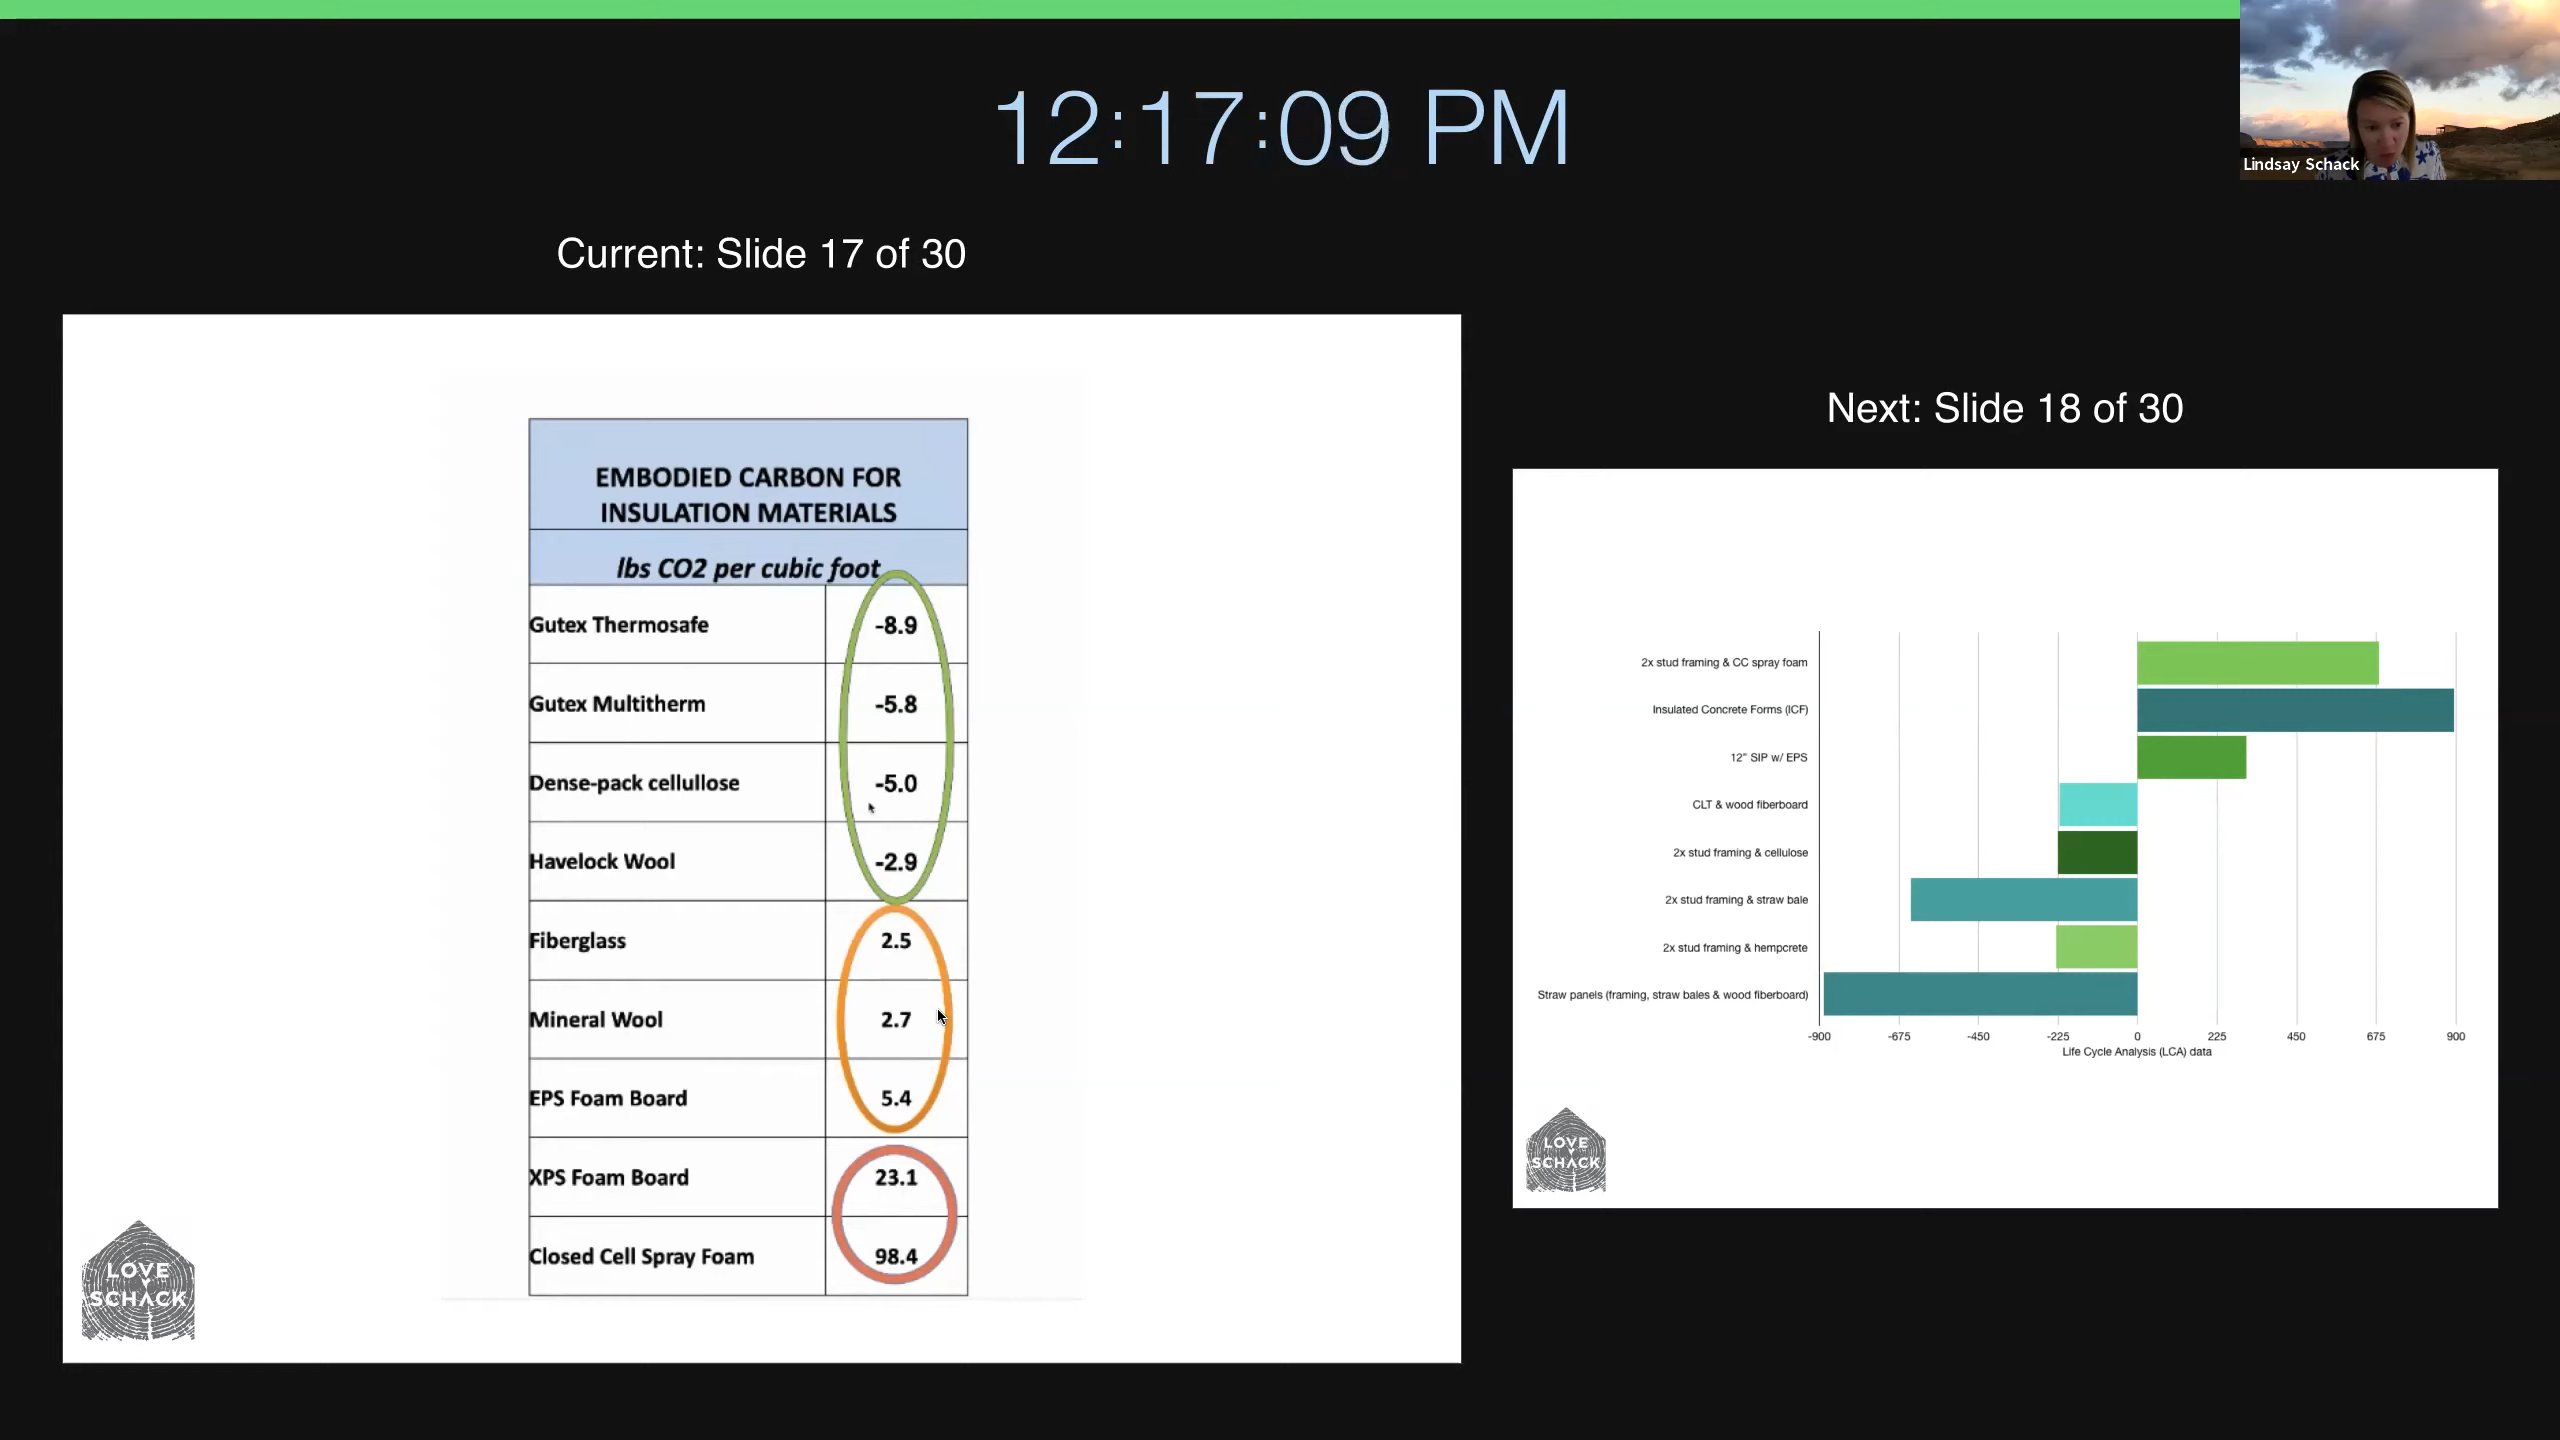 12:17:09 PM
Lindsay Schack
Current: Slide 17 of 30
EMBODIED CARBON FOR
INSULATION MATERIALS
lbs CO2 per cubic foot
Gutex Thermosafe -8.9
Gutex Multitherm -5.8
Dense-pack cellullose -5.0
Havelock Wool -2.9
Fiberglass 2.5
Mineral Wool 2.7
EPS Foam Board 5.4
XPS Foam Board 23.1
Closed Cell Spray Foam 98.4
LOVE
SCHACK
Next: Slide 18 of 30
2x stud framing & CC spray foam
Insulated Concrete Forms (ICF)
12" SIP w/ EPS
CLT & wood fiberboard
2x stud framing & cellulose
2x stud framing & straw bale
2x stud framing & hempcrete
Straw panels (framing, straw bales & wood fiberboard)
-900 -675 -450 -225 0 225 450 675 900
Life Cycle Analysis (LCA) data
LOVE
SCHACK